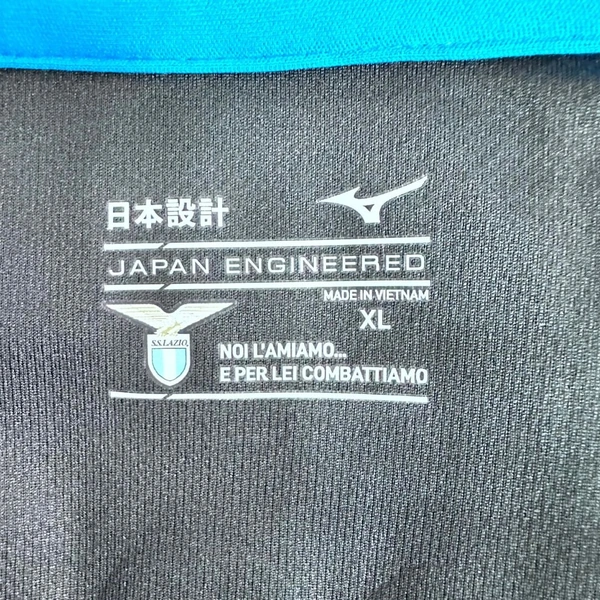 日本設計
JAPAN ENGINEERED
MADE IN VIETNAM
XL
S.S.LAZIO
NOI L'AMIAMO...
E PER LEI COMBATTIAMO